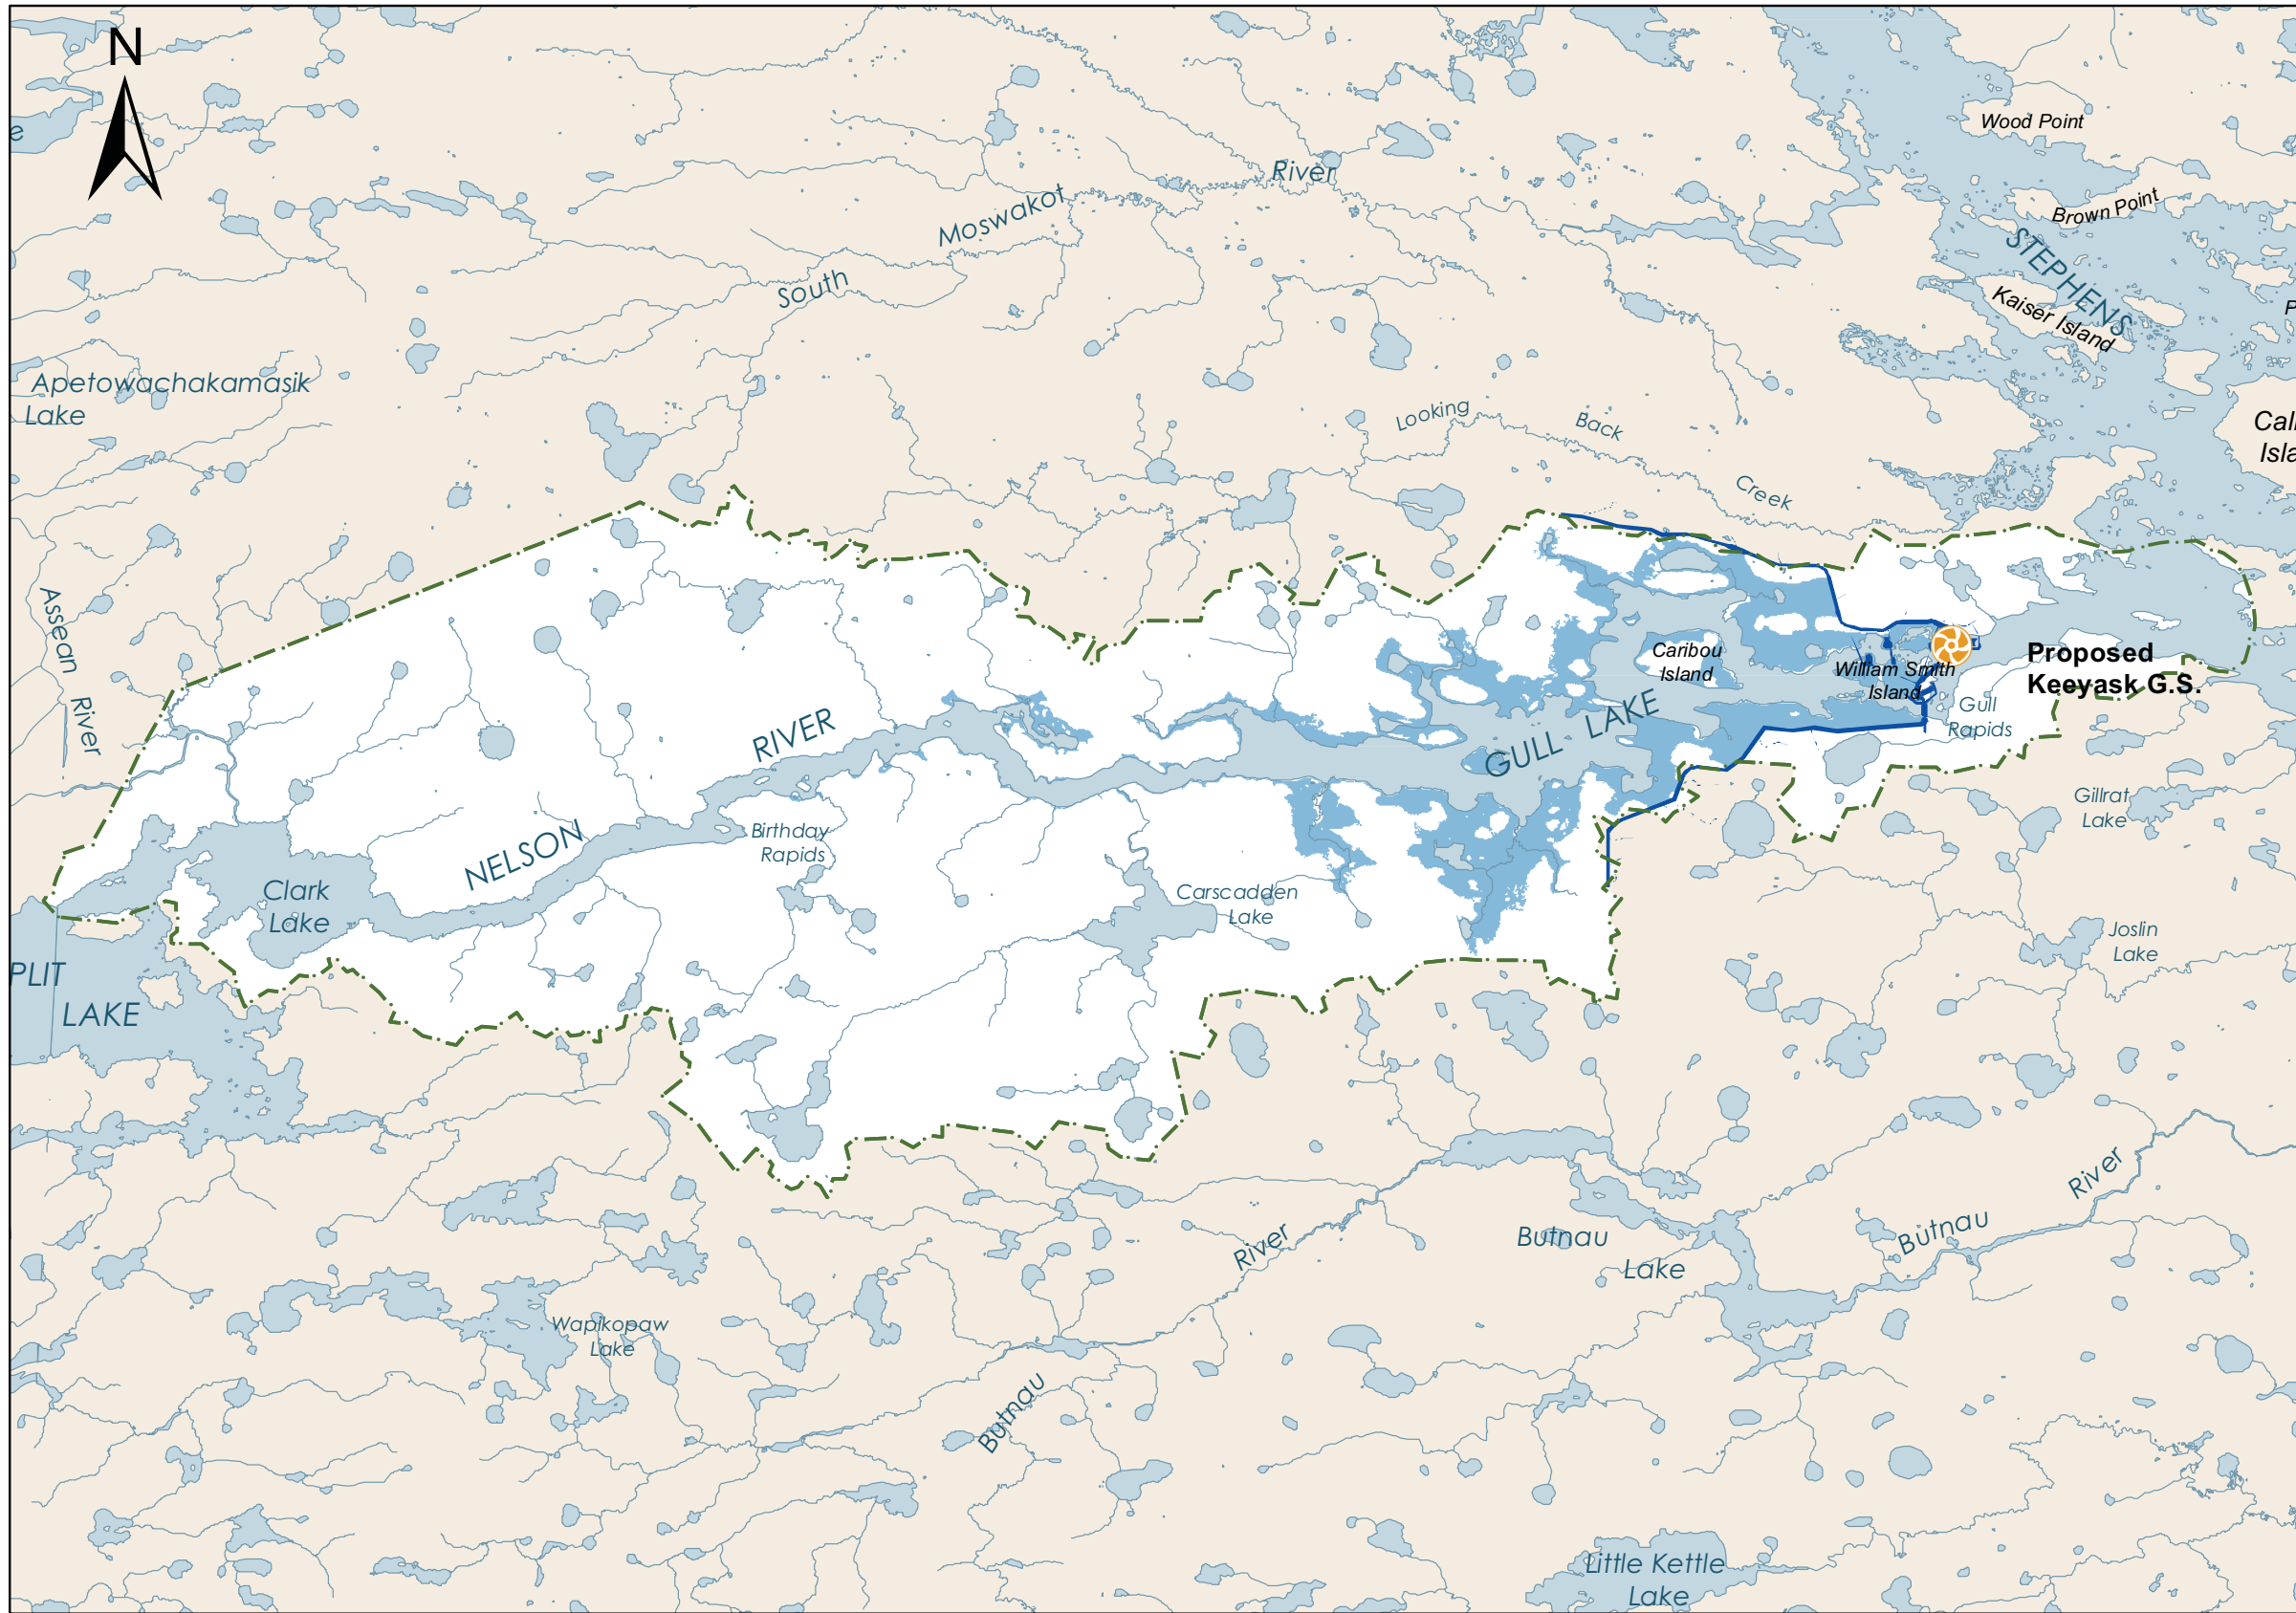 N
e
Wood Point
Brown Point
STEPHENS
Kaiser Island
P
River
Moswakot
South
Apetowachakamasik
Lake
Looking
Back
Creek
Assean
River
Caribou
Island
William Smith
Island
Proposed
Keeyask G.S.
Gull
Rapids
GULL LAKE
RIVER
NELSON
Birthday
Rapids
Clark
Lake
Carscadden
Lake
Gillrat
Lake
Joslin
Lake
PLIT
LAKE
River
Butnau
River
Butnau
Lake
Butnau
Wapikopaw
Lake
Little Kettle
Lake